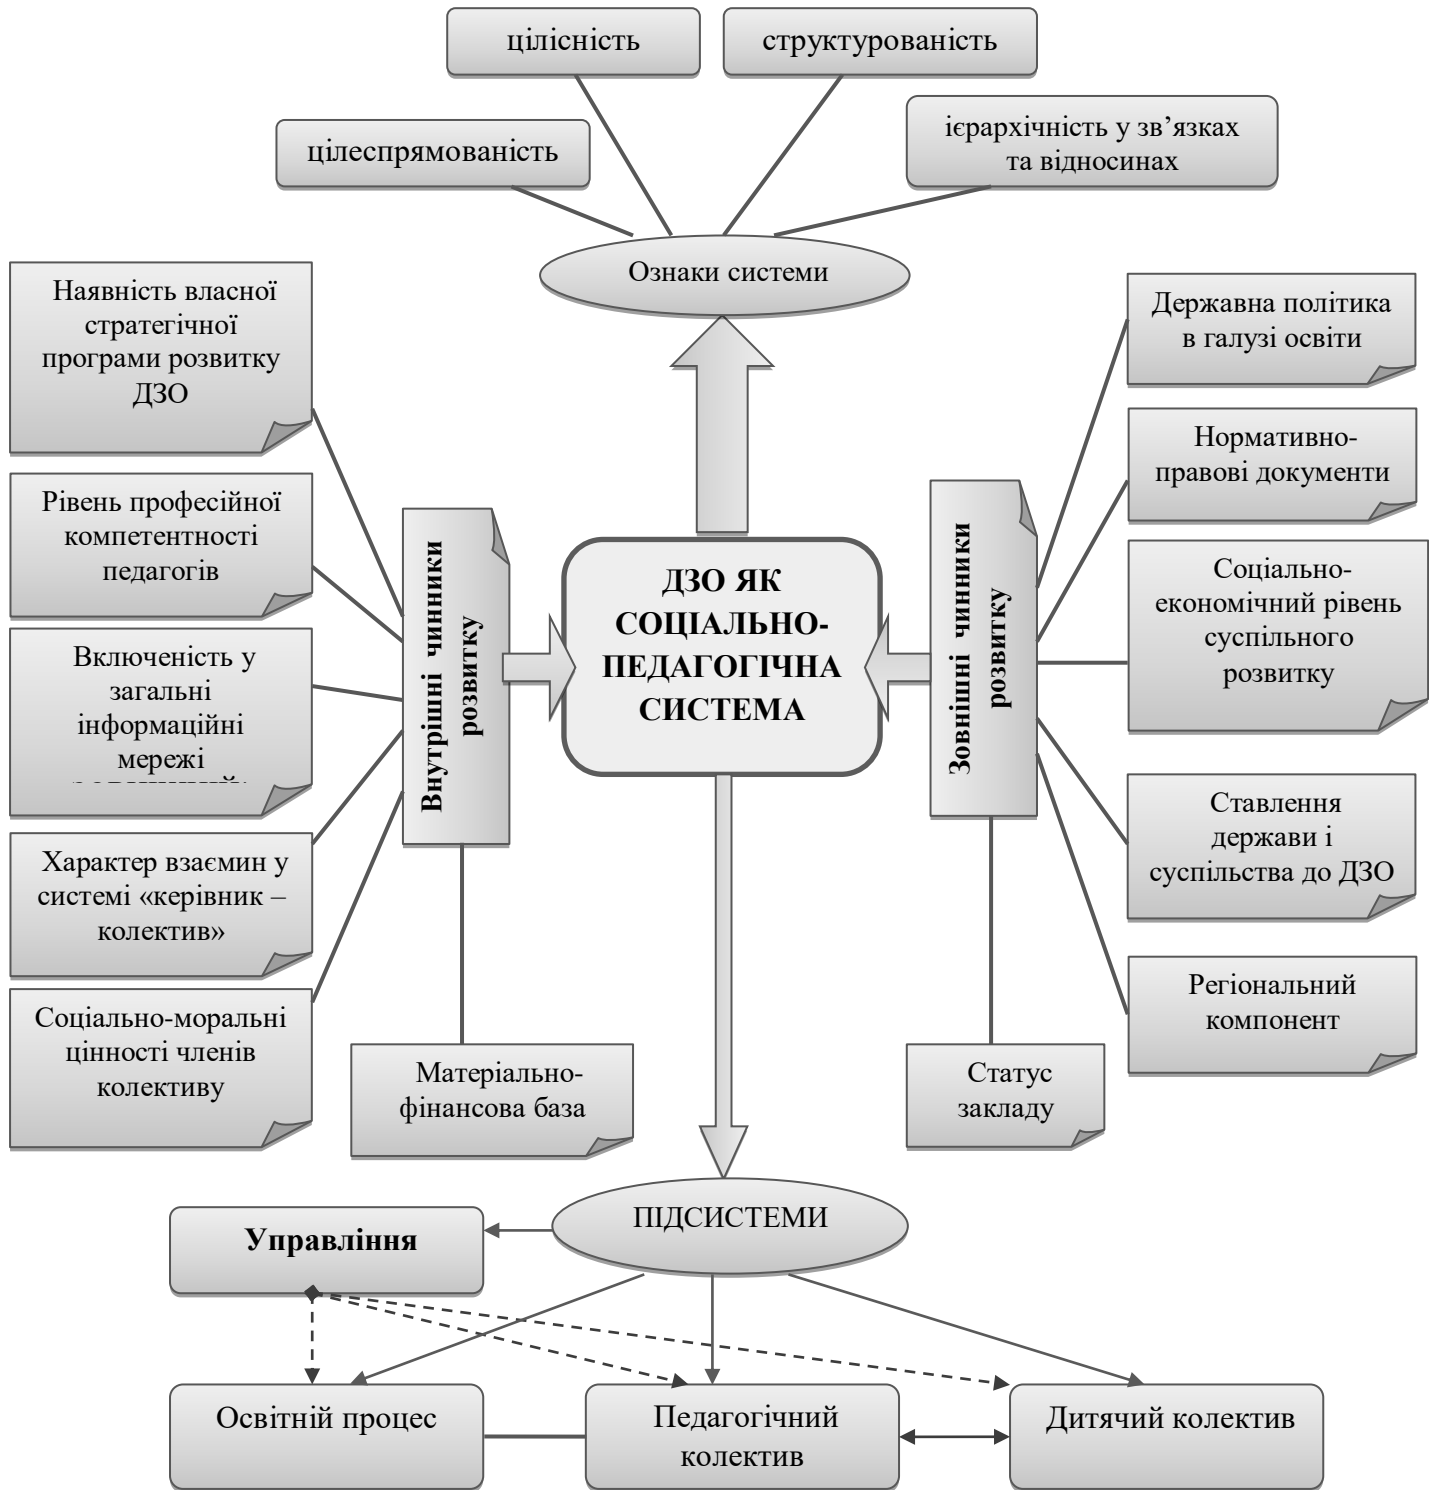 цілісність
структурованість
цілеспрямованість
ієрархічність у зв’язках
та відносинах
Ознаки системи
Наявність власної
стратегічної
програми розвитку
ДЗО
Рівень професійної
компетентності
педагогів
Включеність у
загальні
інформаційні
мережі
Характер взаємин у
системі «керівник –
колектив»
Соціально-моральні
цінності членів
колективу
Внутрішні чинники
розвитку
Матеріально-
фінансова база
ДЗО ЯК
СОЦІАЛЬНО-
ПЕДАГОГІЧНА
СИСТЕМА
Зовнішні чинники
розвитку
Державна політика
в галузі освіти
Нормативно-
правові документи
Соціально-
економічний рівень
суспільного
розвитку
Ставлення
держави і
суспільства до ДЗО
Регіональний
компонент
Статус
закладу
ПІДСИСТЕМИ
Управління
Освітній процес
Педагогічний
колектив
Дитячий колектив